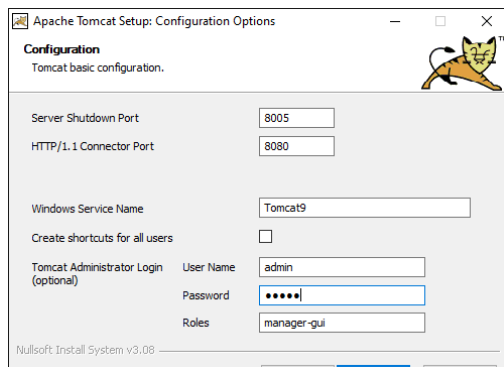 Apache Tomcat Setup: Configuration Options
Configuration
Tomcat basic configuration.
TM
Server Shutdown Port 8005
HTTP/1.1 Connector Port 8080
Windows Service Name Tomcat9
Create shortcuts for all users
Tomcat Administrator Login (optional) User Name admin
Password •••••
Roles manager-gui
Nullsoft Install System v3.08